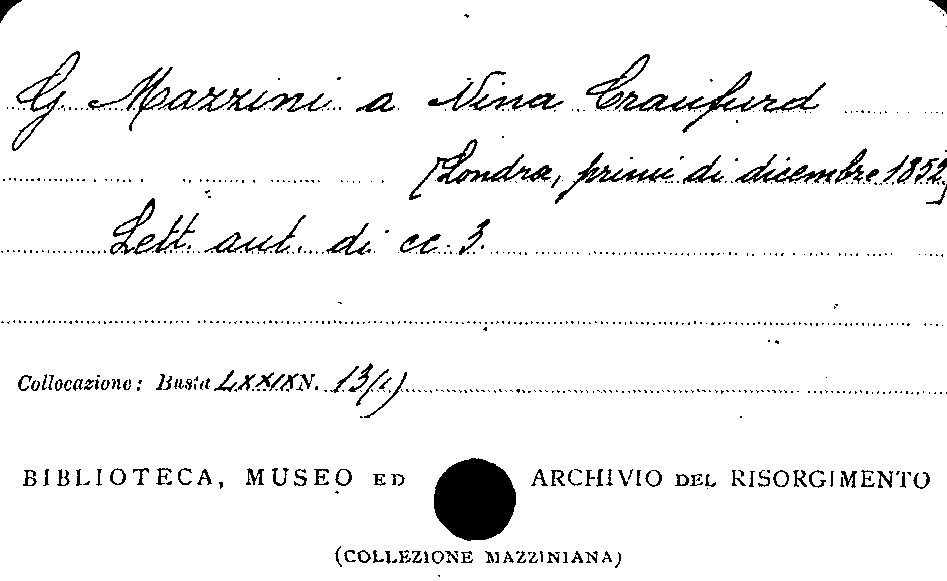 G. Mazzini a Nina Craufurd
[Londra, primi di dicembre 1852]
Lett. aut. di cc. 3.
Collocazione: Busta LXXIX N. 13(1)
BIBLIOTECA, MUSEO ED ARCHIVIO DEL RISORGIMENTO
(COLLEZIONE MAZZINIANA)